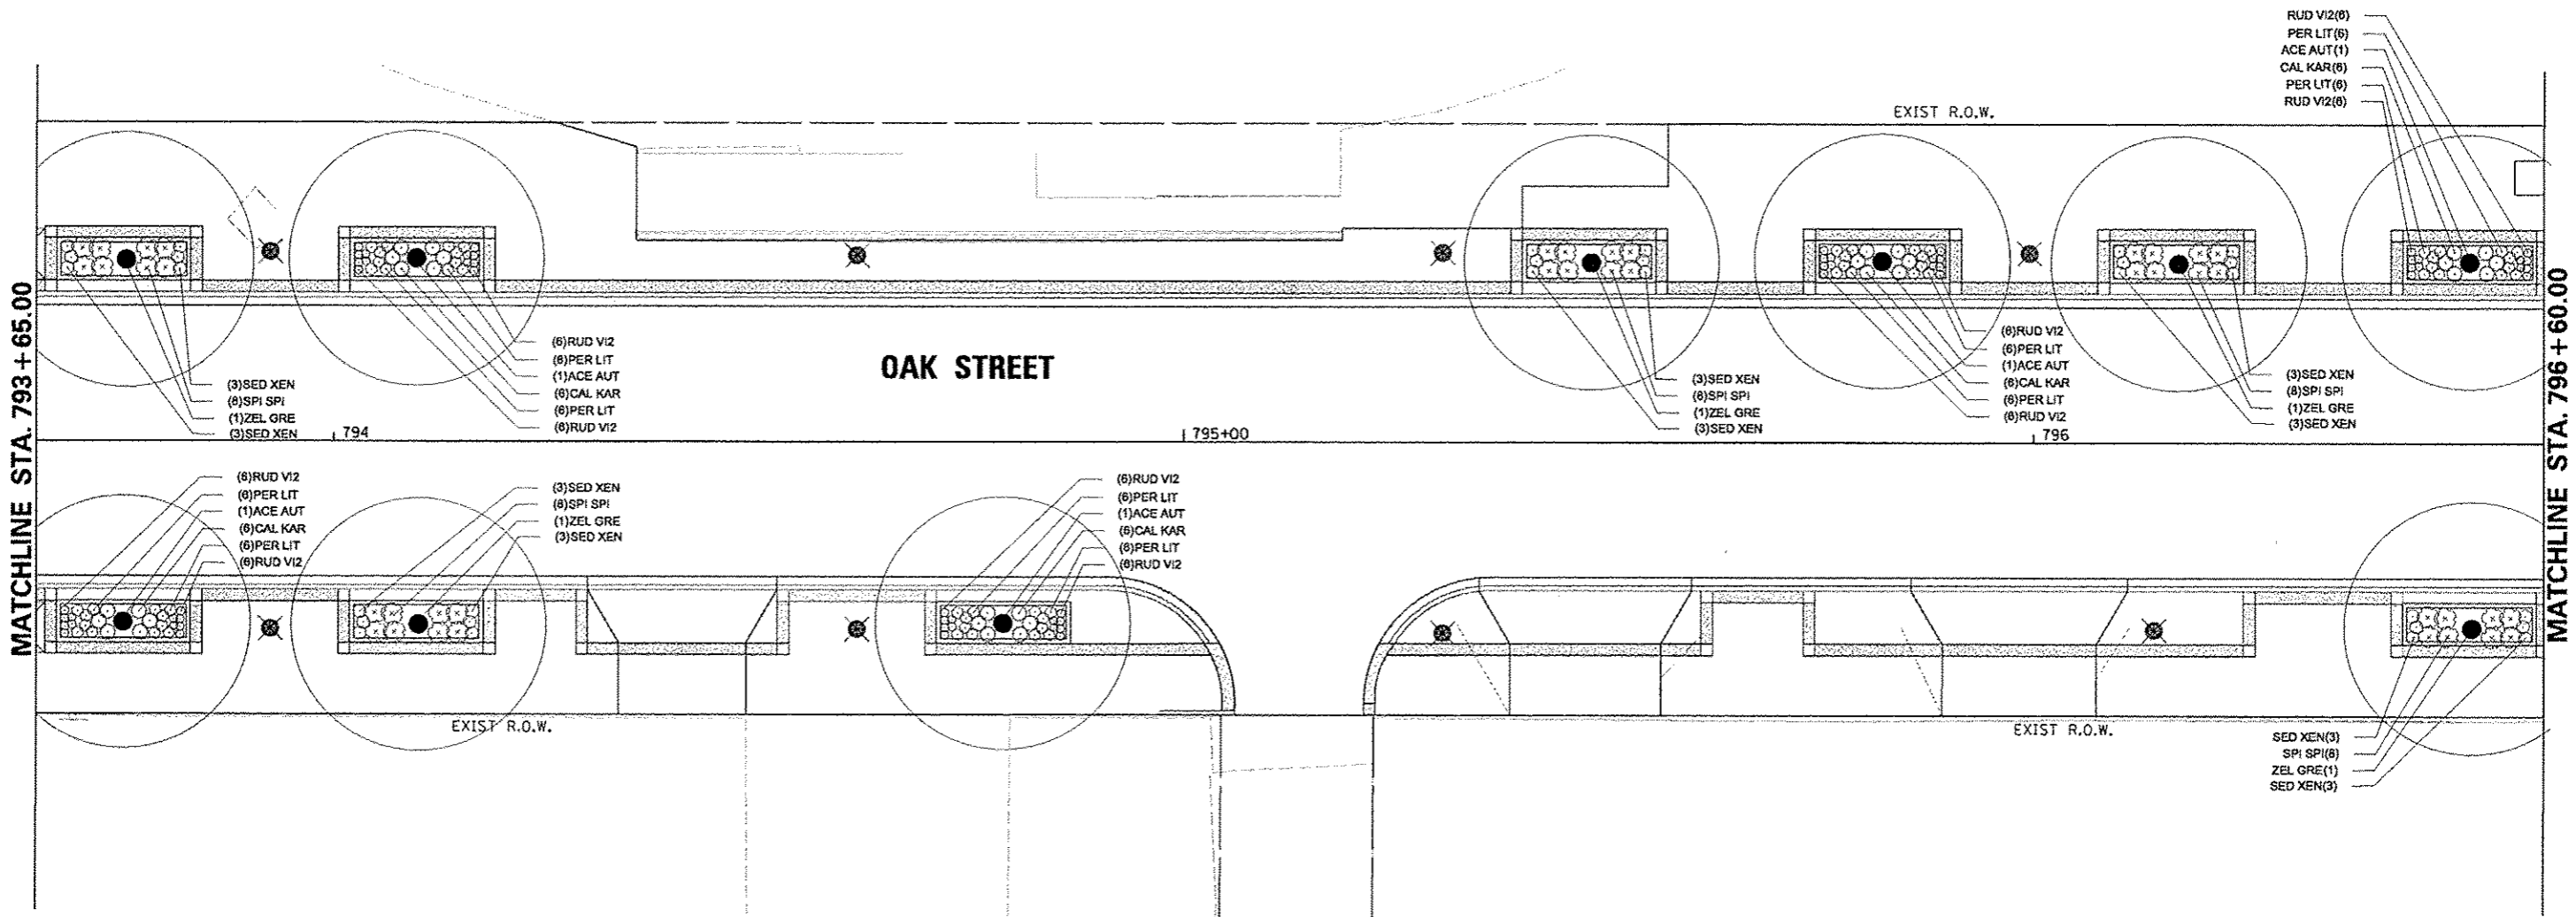 RUD VI2(6)
PER LIT(6)
ACE AUT(1)
CAL KAR(6)
PER LIT(6)
RUD VI2(6)
EXIST R.O.W.
MATCHLINE STA. 793+65.00
MATCHLINE STA. 796+60.00
OAK STREET
(3)SED XEN
(8)SPI SPI
(1)ZEL GRE
(3)SED XEN
(6)RUD VI2
(6)PER LIT
(1)ACE AUT
(6)CAL KAR
(6)PER LIT
(6)RUD VI2
(3)SED XEN
(8)SPI SPI
(1)ZEL GRE
(3)SED XEN
(6)RUD VI2
(6)PER LIT
(1)ACE AUT
(6)CAL KAR
(6)PER LIT
(6)RUD VI2
(3)SED XEN
(8)SPI SPI
(1)ZEL GRE
(3)SED XEN
794
795+00
796
(6)RUD VI2
(6)PER LIT
(1)ACE AUT
(6)CAL KAR
(6)PER LIT
(6)RUD VI2
(3)SED XEN
(8)SPI SPI
(1)ZEL GRE
(3)SED XEN
(6)RUD VI2
(6)PER LIT
(1)ACE AUT
(6)CAL KAR
(6)PER LIT
(6)RUD VI2
EXIST R.O.W.
EXIST R.O.W.
SED XEN(3)
SPI SPI(8)
ZEL GRE(1)
SED XEN(3)